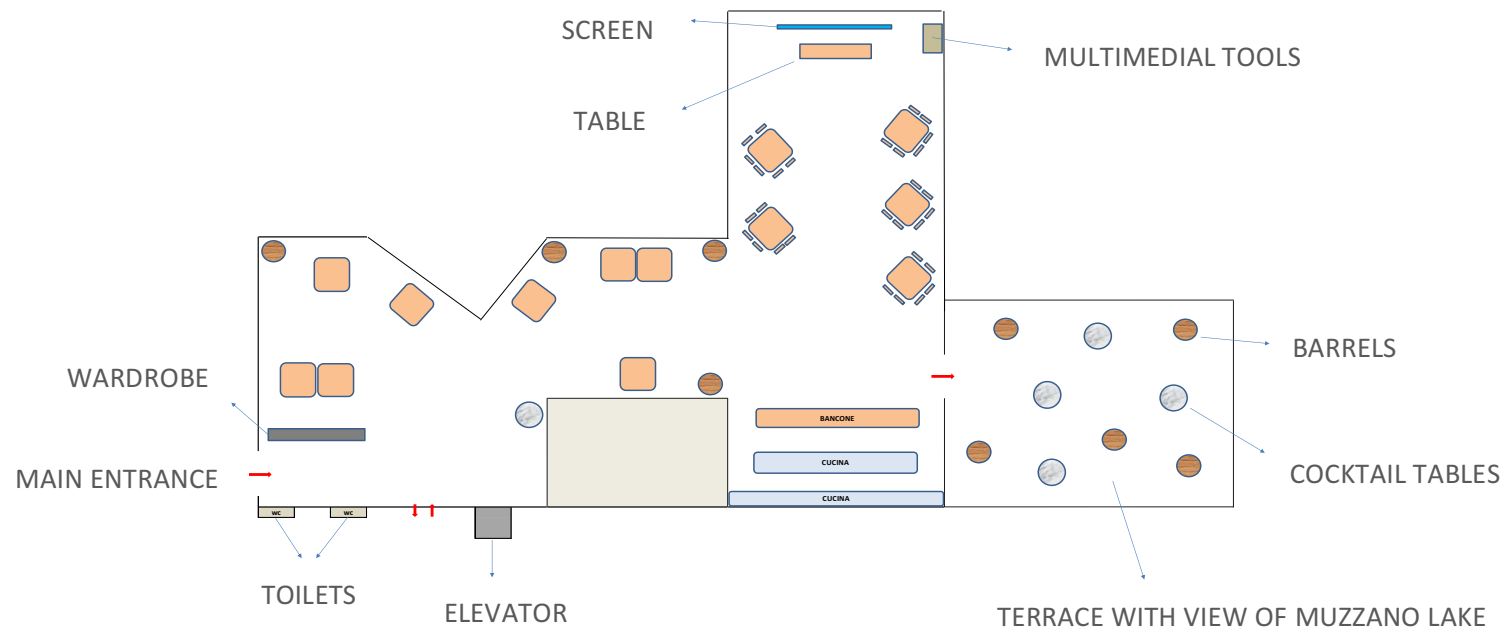 SCREEN
MULTIMEDIAL TOOLS
TABLE
BARRELS
WARDROBE
BANCONE
CUCINA
MAIN ENTRANCE
COCKTAIL TABLES
CUCINA
WC
WC
TOILETS
ELEVATOR
TERRACE WITH VIEW OF MUZZANO LAKE